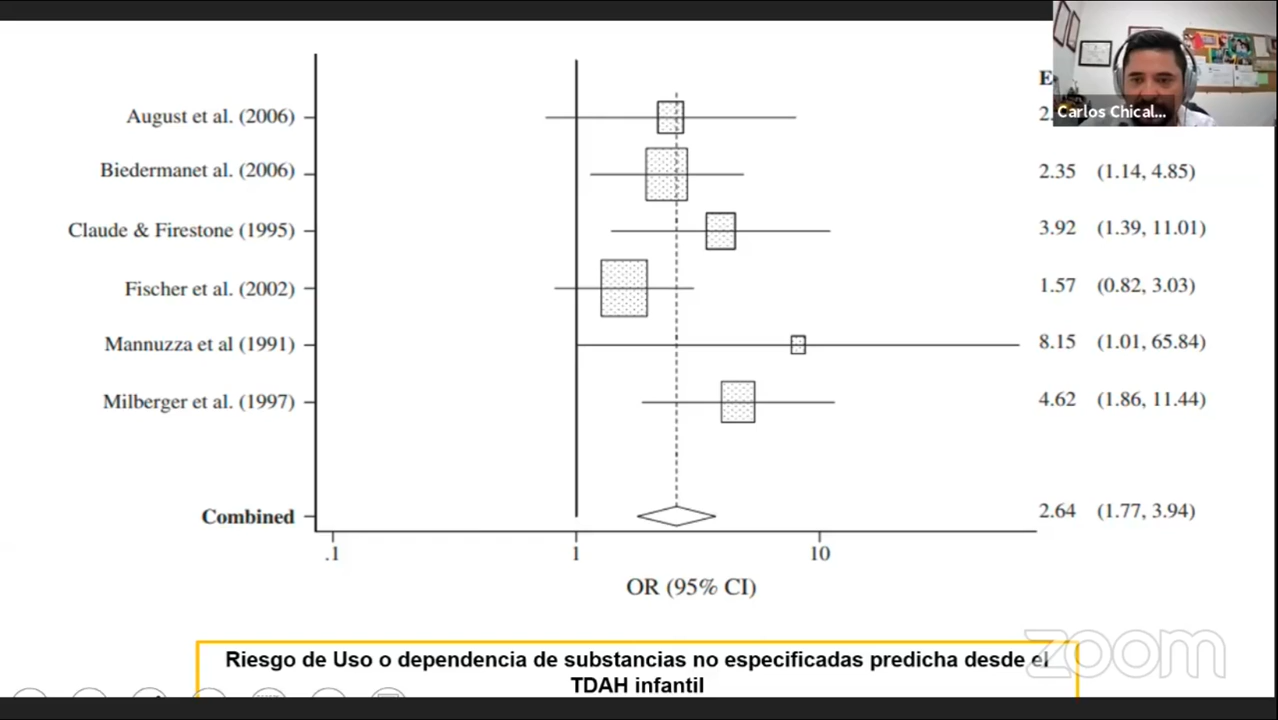 E
Carlos Chical...
August et al. (2006)
2.
Biedermanet al. (2006) 2.35 (1.14, 4.85)
Claude & Firestone (1995) 3.92 (1.39, 11.01)
Fischer et al. (2002) 1.57 (0.82, 3.03)
Mannuzza et al (1991) 8.15 (1.01, 65.84)
Milberger et al. (1997) 4.62 (1.86, 11.44)
Combined 2.64 (1.77, 3.94)
.1 1 10
OR (95% CI)
Riesgo de Uso o dependencia de substancias no especificadas predicha desde el
TDAH infantil
zoom